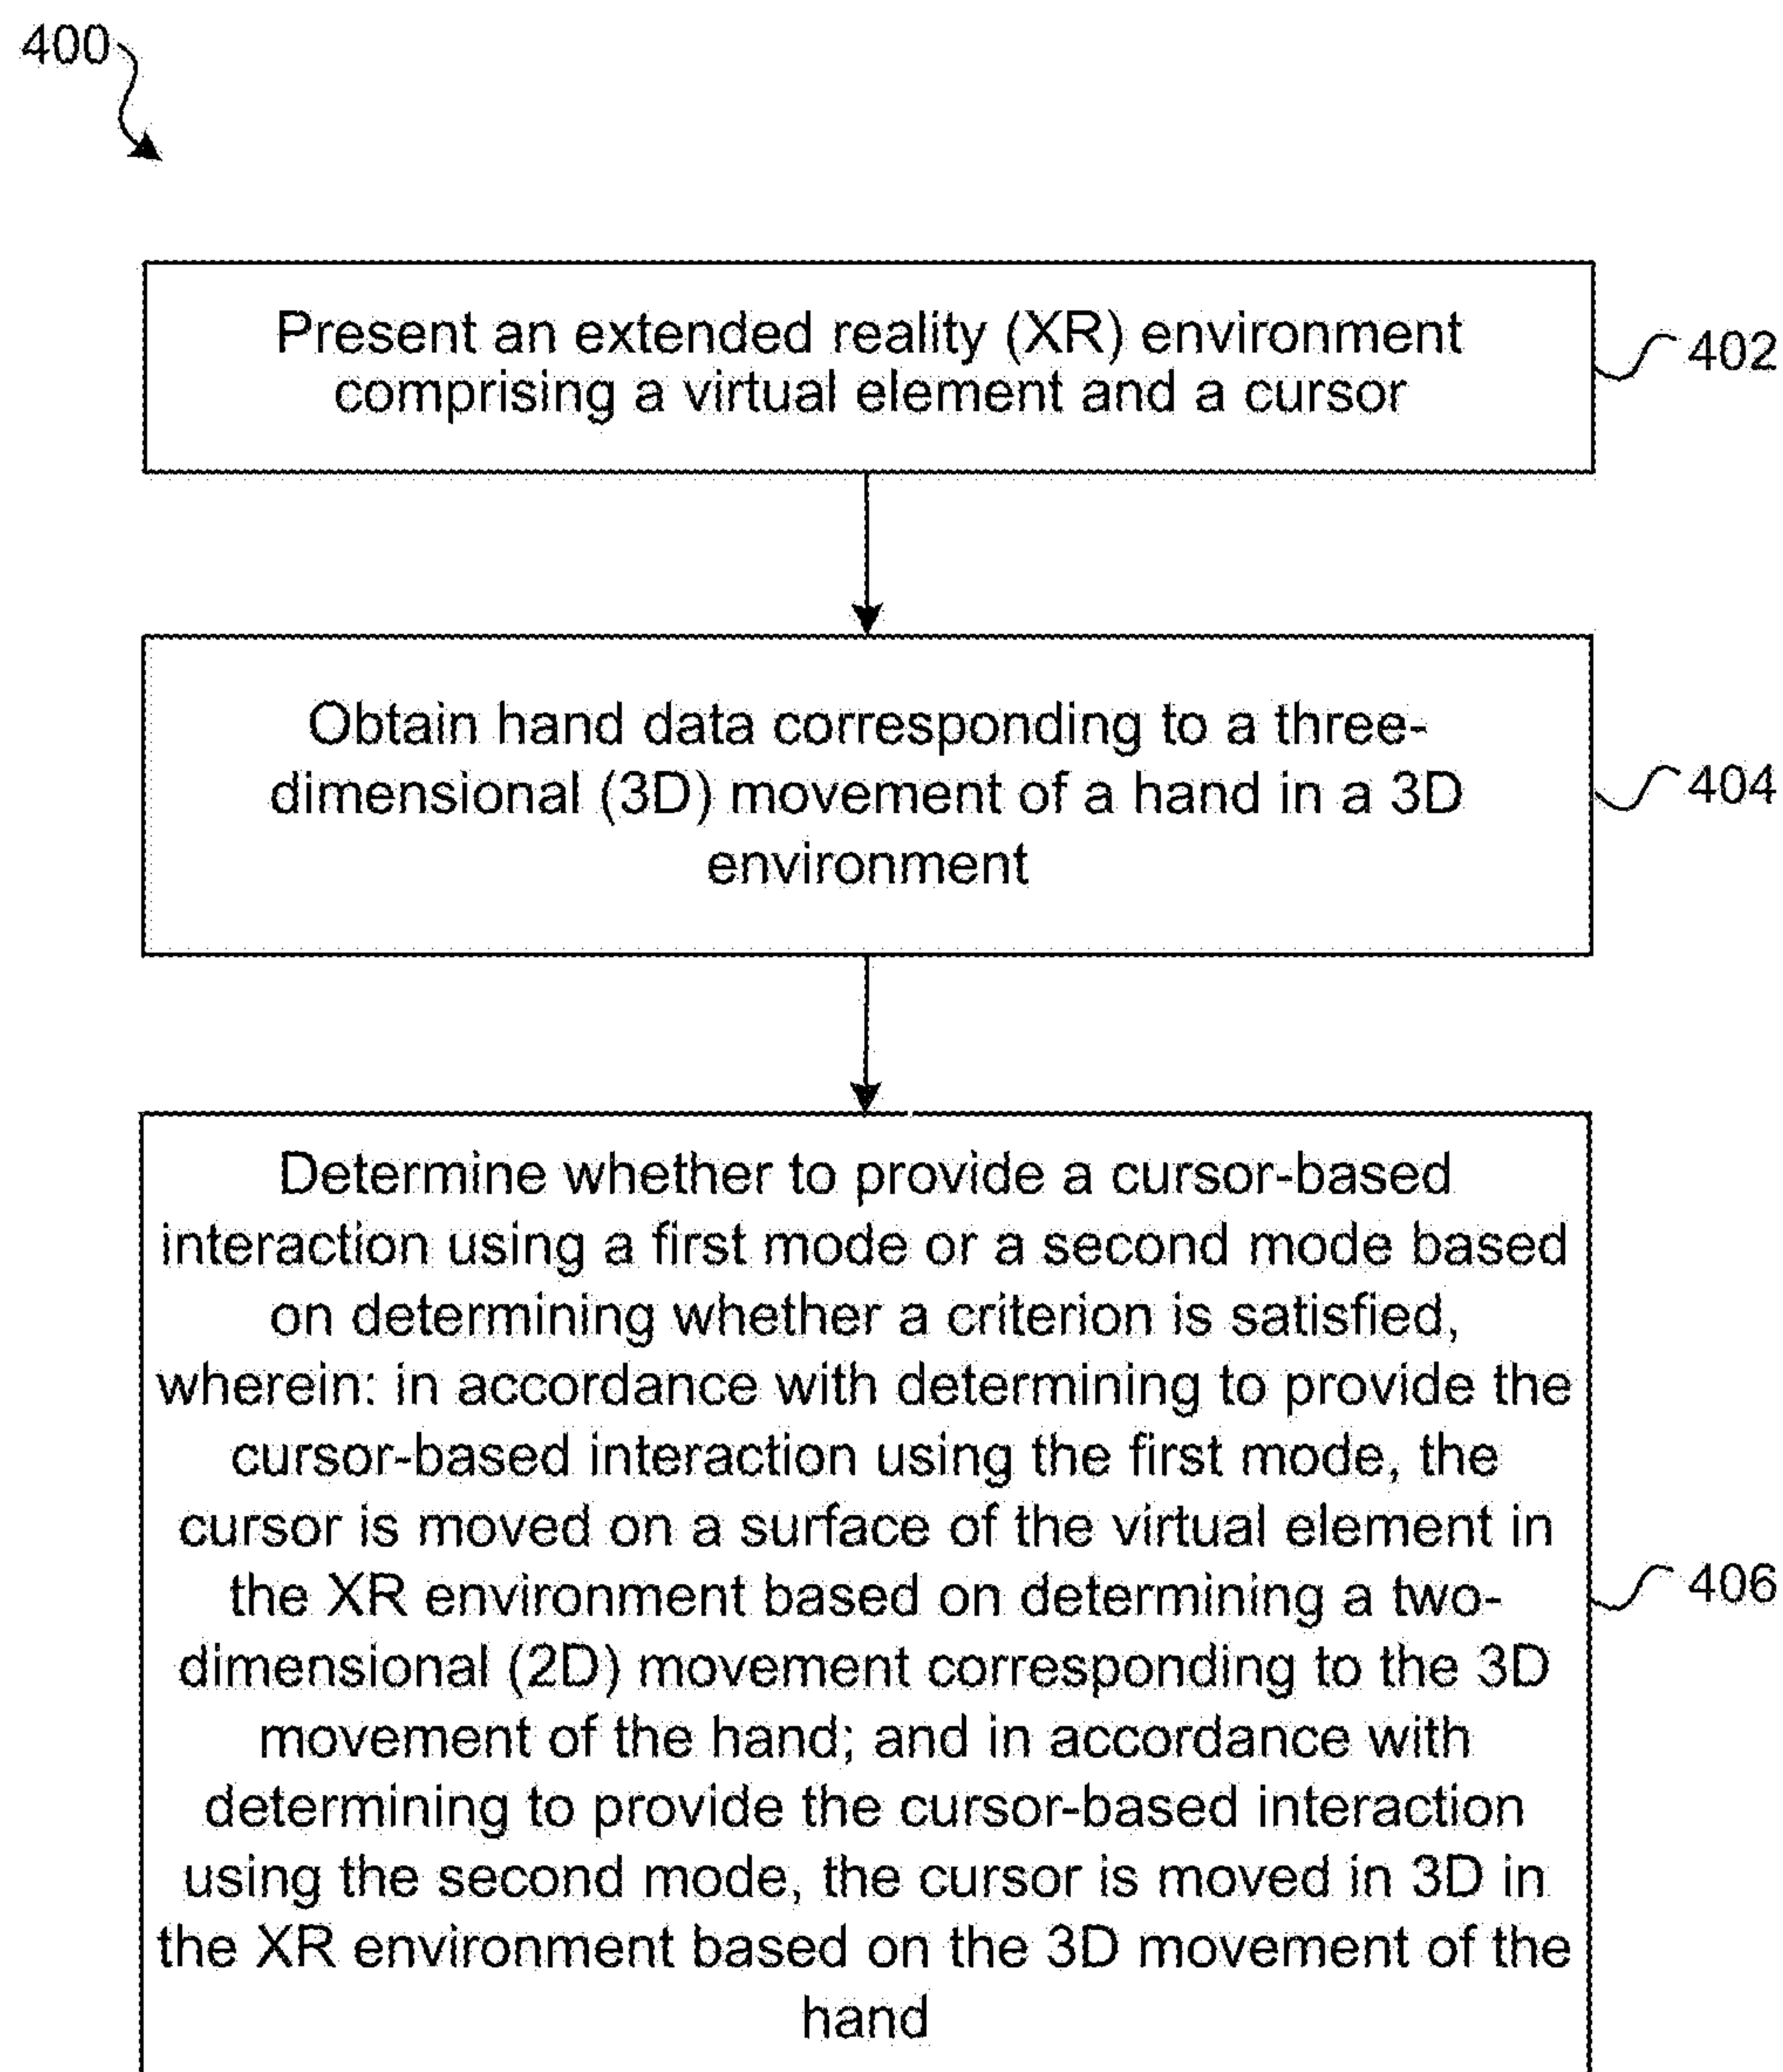 400
Present an extended reality (XR) environment
comprising a virtual element and a cursor
402
Obtain hand data corresponding to a three-
dimensional (3D) movement of a hand in a 3D
environment
404
Determine whether to provide a cursor-based
interaction using a first mode or a second mode based
on determining whether a criterion is satisfied,
wherein: in accordance with determining to provide the
cursor-based interaction using the first mode, the
cursor is moved on a surface of the virtual element in
the XR environment based on determining a two-
dimensional (2D) movement corresponding to the 3D
movement of the hand; and in accordance with
determining to provide the cursor-based interaction
using the second mode, the cursor is moved in 3D in
the XR environment based on the 3D movement of the
hand
406